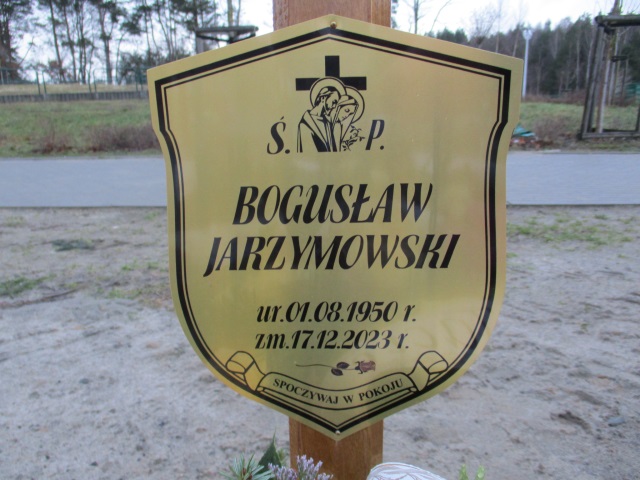 Ś. P.
BOGUSŁAW
JARZYMOWSKI
ur.01.08.1950 r.
zm.17.12.2023 r.
SPOCZYWAJ W POKOJU